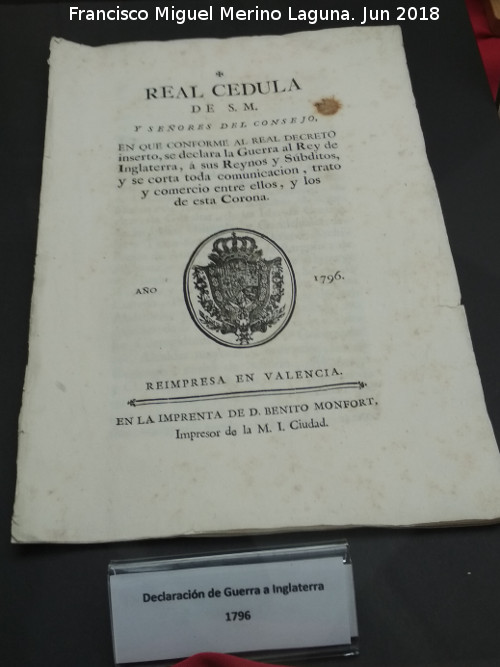 Francisco Miguel Merino Laguna. Jun 2018
REAL CEDULA
DE S. M.
Y SEÑORES DEL CONSEJO,
EN QUE CONFORME AL REAL DECRETO
inserto, se declara la Guerra al Rey de
Inglaterra, á sus Reynos y Súbditos,
y se corta toda comunicacion, trato
y comercio entre ellos, y los
de esta Corona.
AÑO 1796.
REIMPRESA EN VALENCIA.
EN LA IMPRENTA DE D. BENITO MONFORT,
Impresor de la M. I. Ciudad.
Declaración de Guerra a Inglaterra
1796